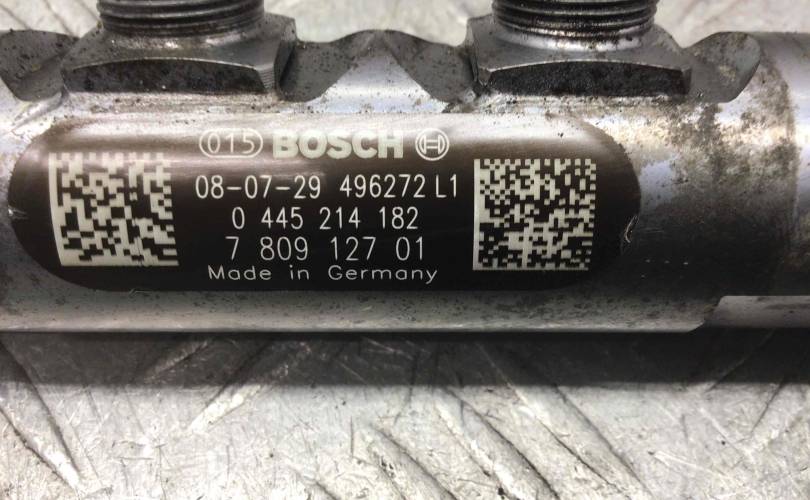 015 BOSCH
08-07-29 496272 L1
0 445 214 182
7 809 127 01
Made in Germany